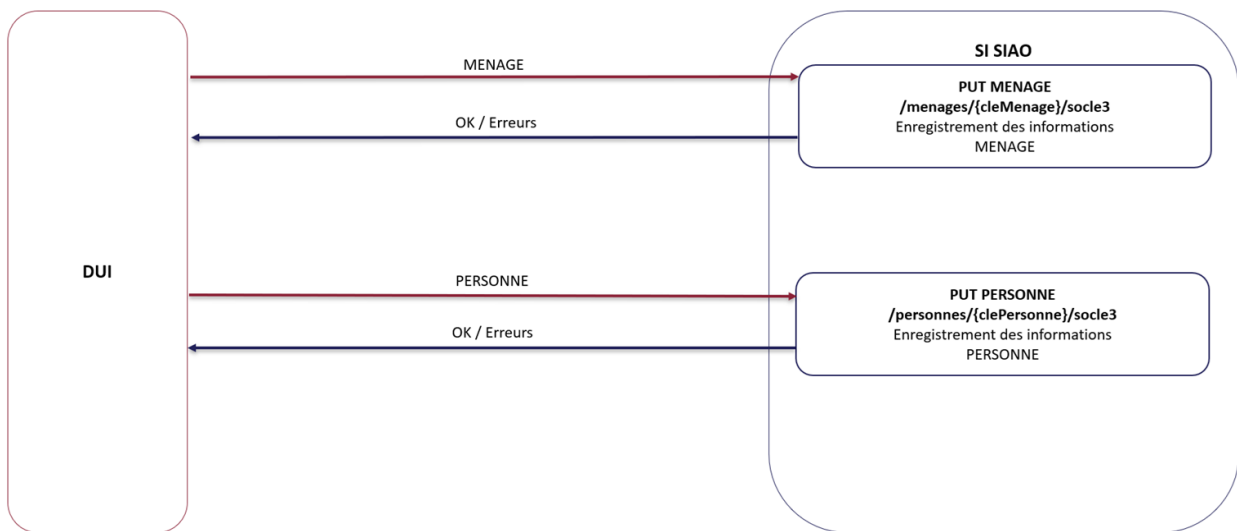 SI SIAO
MENAGE
PUT MENAGE
/menages/{cleMenage}/socle3
Enregistrement des informations
MENAGE
OK / Erreurs
DUI
PERSONNE
PUT PERSONNE
/personnes/{clePersonne}/socle3
Enregistrement des informations
PERSONNE
OK / Erreurs